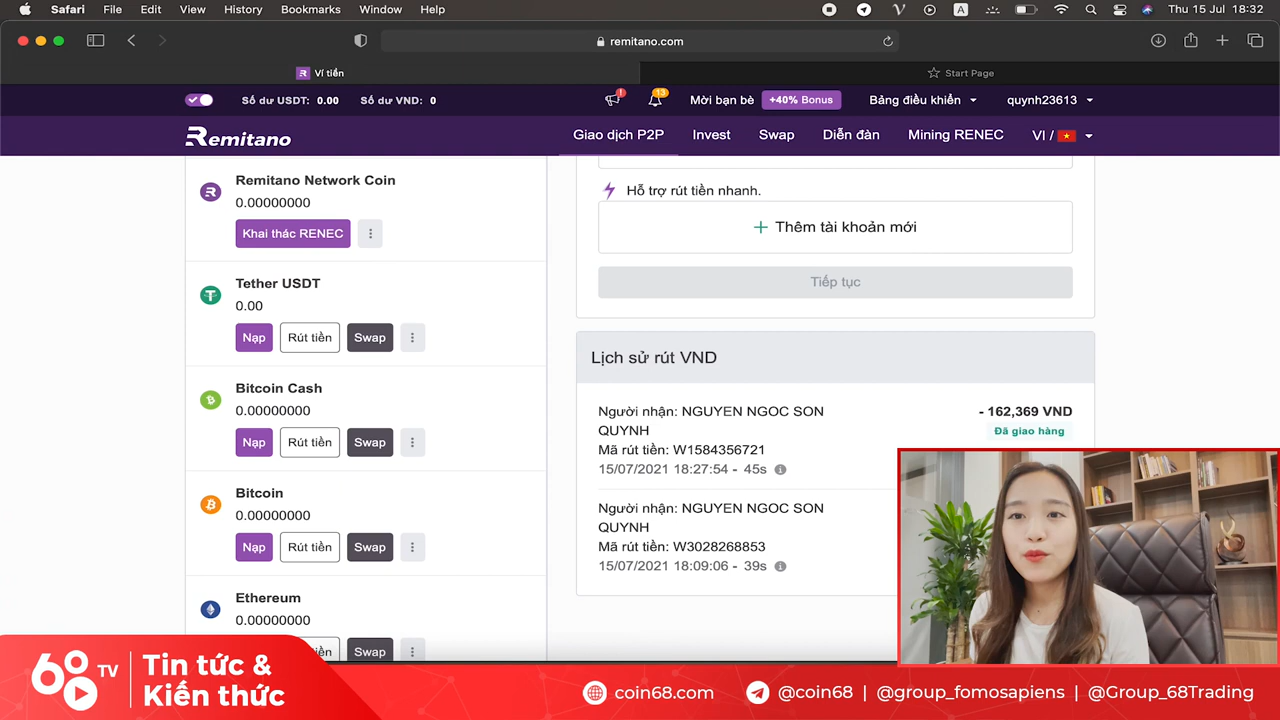 Safari File Edit View History Bookmarks Window Help A Thu 15 Jul 18:32
remitano.com
Ví tiền
Start Page
Số dư USDT: 0.00 Số dư VND: 0 ! 13 Mời bạn bè +40% Bonus Bảng điều khiển quynh23613
Remitano Giao dịch P2P Invest Swap Diễn đàn Mining RENEC VI /
Remitano Network Coin
0.00000000
Khai thác RENEC
Tether USDT
0.00
Nạp Rút tiền Swap
Bitcoin Cash
0.00000000
Nạp Rút tiền Swap
Bitcoin
0.00000000
Nạp Rút tiền Swap
Ethereum
0.00000000
Swap
Hỗ trợ rút tiền nhanh.
+ Thêm tài khoản mới
Tiếp tục
Lịch sử rút VND
Người nhận: NGUYEN NGOC SON
QUYNH
- 162,369 VND
Đã giao hàng
Mã rút tiền: W1584356721
15/07/2021 18:27:54 - 45s
Người nhận: NGUYEN NGOC SON
QUYNH
Mã rút tiền: W3028268853
15/07/2021 18:09:06 - 39s
68 TV
Tin tức &
Kiến thức
coin68.com @coin68 | @group_fomosapiens | @Group_68Trading